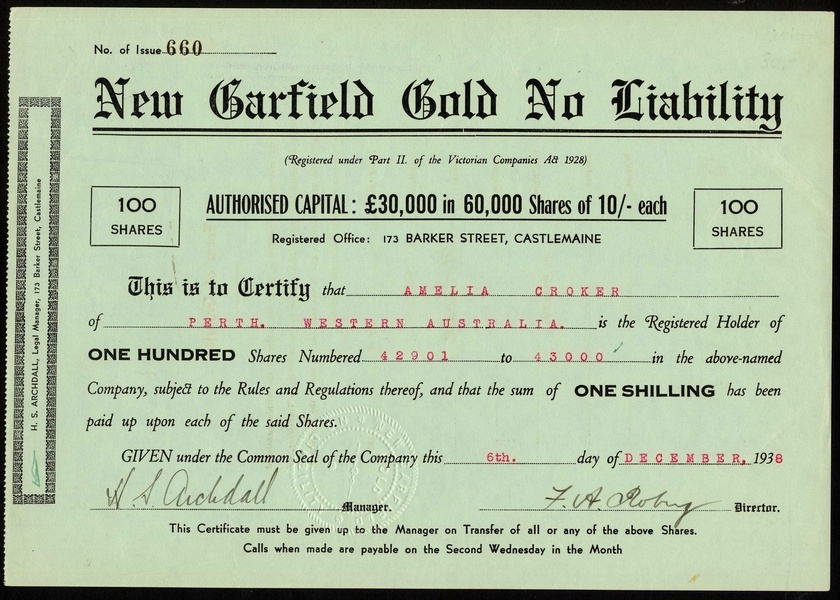 No. of Issue 660
New Garfield Gold No Liability
(Registered under Part II. of the Victorian Companies Act 1928)
100 SHARES
AUTHORISED CAPITAL: £30,000 in 60,000 Shares of 10/- each
100 SHARES
Registered Office: 173 BARKER STREET, CASTLEMAINE
This is to Certify that AMELIA CROKER
of PERTH. WESTERN AUSTRALIA. is the Registered Holder of
ONE HUNDRED Shares Numbered 42901 to 43000 in the above-named
Company, subject to the Rules and Regulations thereof, and that the sum of ONE SHILLING has been
paid up upon each of the said Shares.
GIVEN under the Common Seal of the Company this 6th. day of DECEMBER, 1938
H S Archdall Manager. F. A. Director.
This Certificate must be given up to the Manager on Transfer of all or any of the above Shares.
Calls when made are payable on the Second Wednesday in the Month
H. S. ARCHDALL, Legal Manager, 173 Barker Street, Castlemaine